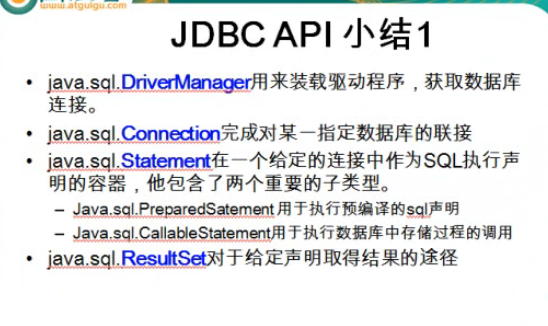 www.atguigu.com
JDBC API 小结1
• java.sql.DriverManager用来装载驱动程序，获取数据库
连接。
• java.sql.Connection完成对某一指定数据库的联接
• java.sql.Statement在一个给定的连接中作为SQL执行声
明的容器，他包含了两个重要的子类型。
– Java.sql.PreparedSatement 用于执行预编译的sql声明
– Java.sql.CallableStatement用于执行数据库中存储过程的调用
• java.sql.ResultSet对于给定声明取得结果的途径